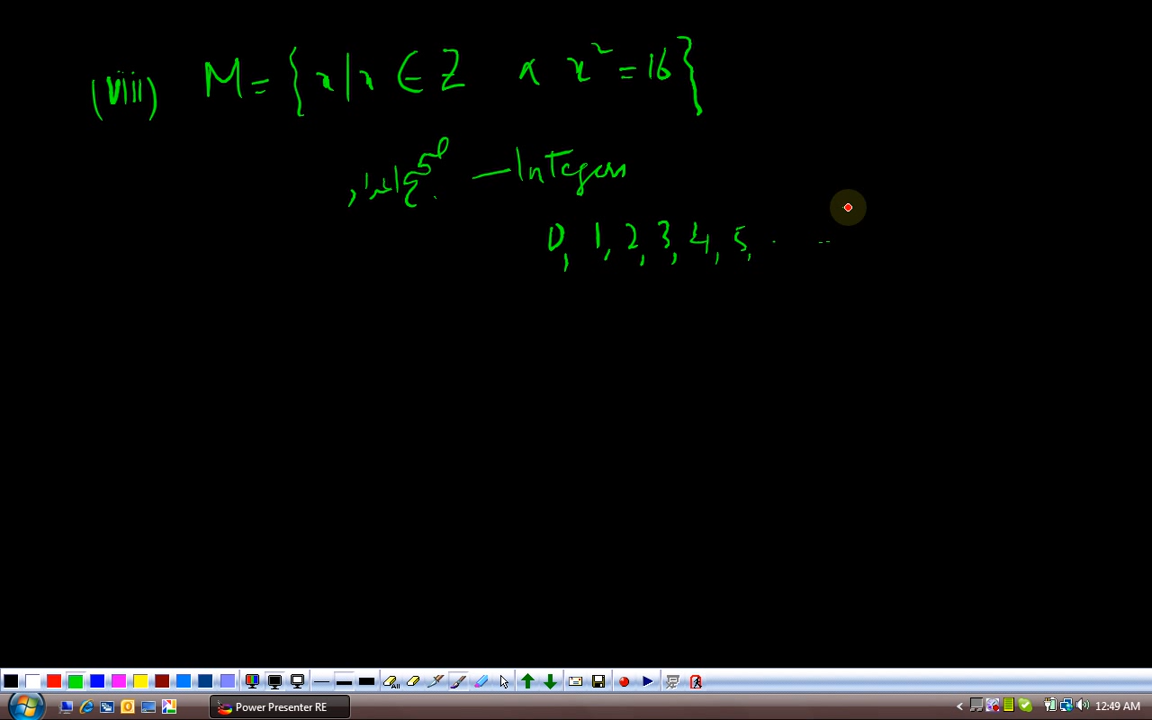 (viii) M = { x | x ∈ Z ∧ x² = 16 }
— Integers
0, 1, 2, 3, 4, 5, . ..
Power Presenter RE
12:49 AM